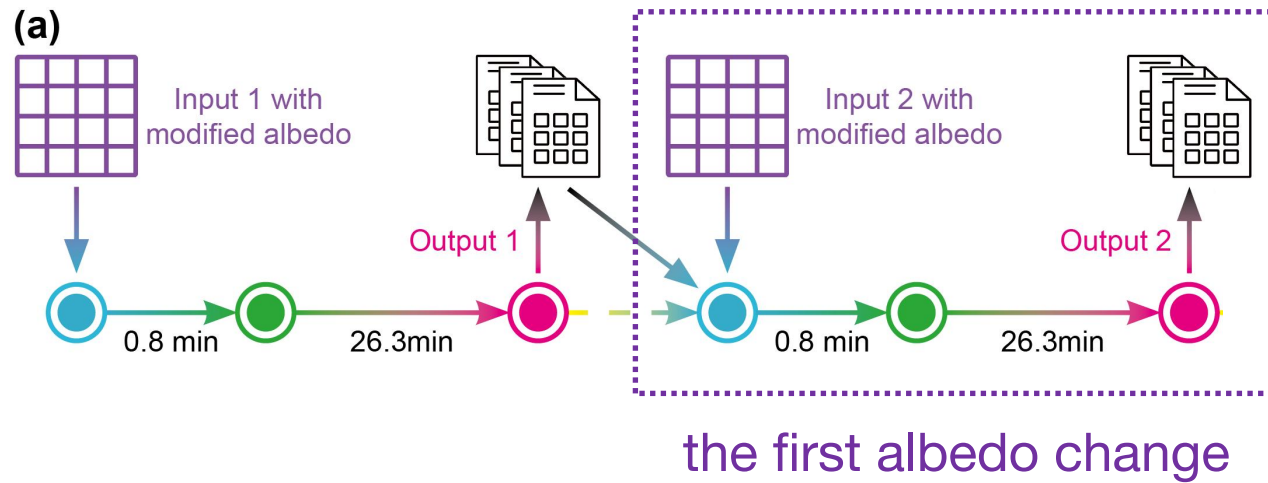 (a)
Input 1 with
modified albedo
Input 2 with
modified albedo
Output 1
Output 2
0.8 min
26.3min
0.8 min
26.3min
the first albedo change